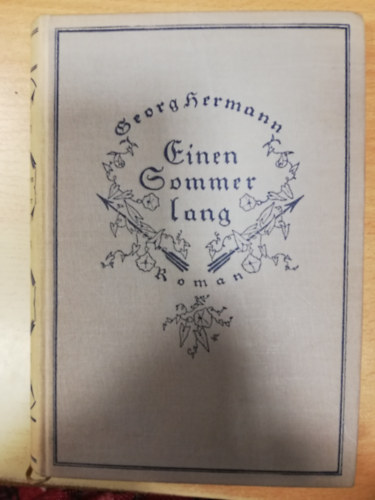 Georg Hermann
Einen
Sommer
lang
Roman